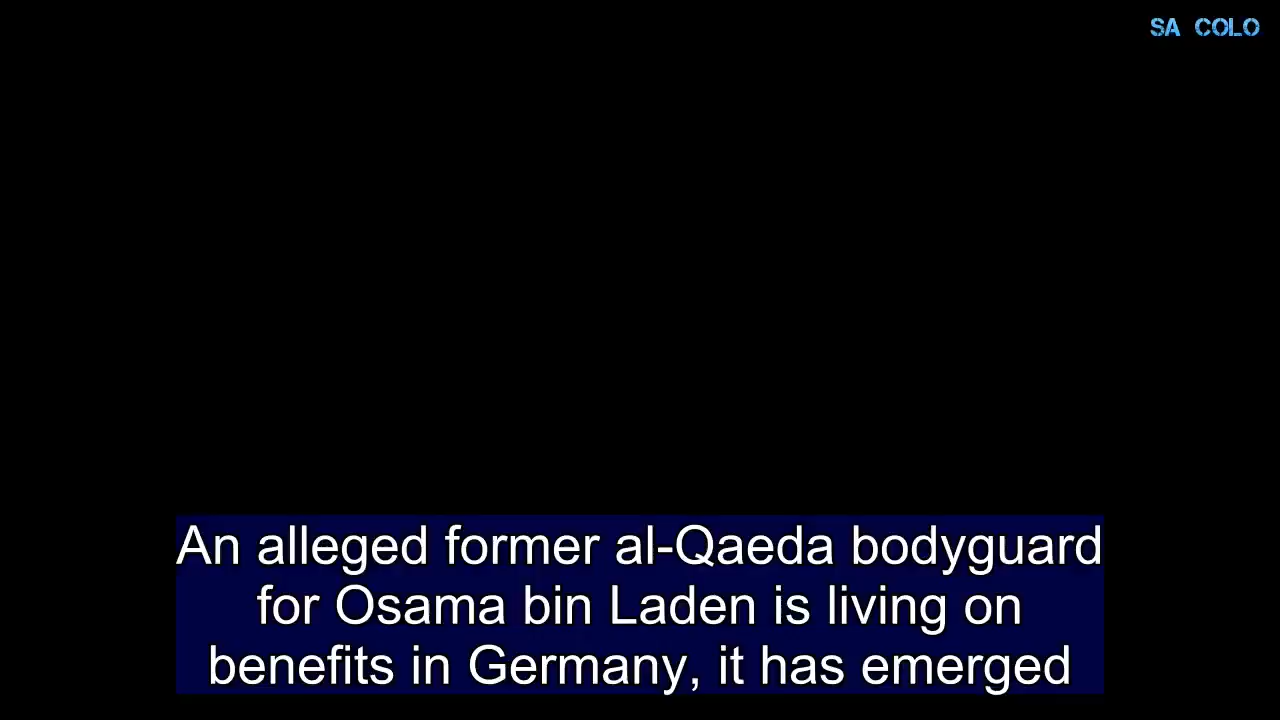 SA COLO
An alleged former al-Qaeda bodyguard
for Osama bin Laden is living on
benefits in Germany, it has emerged